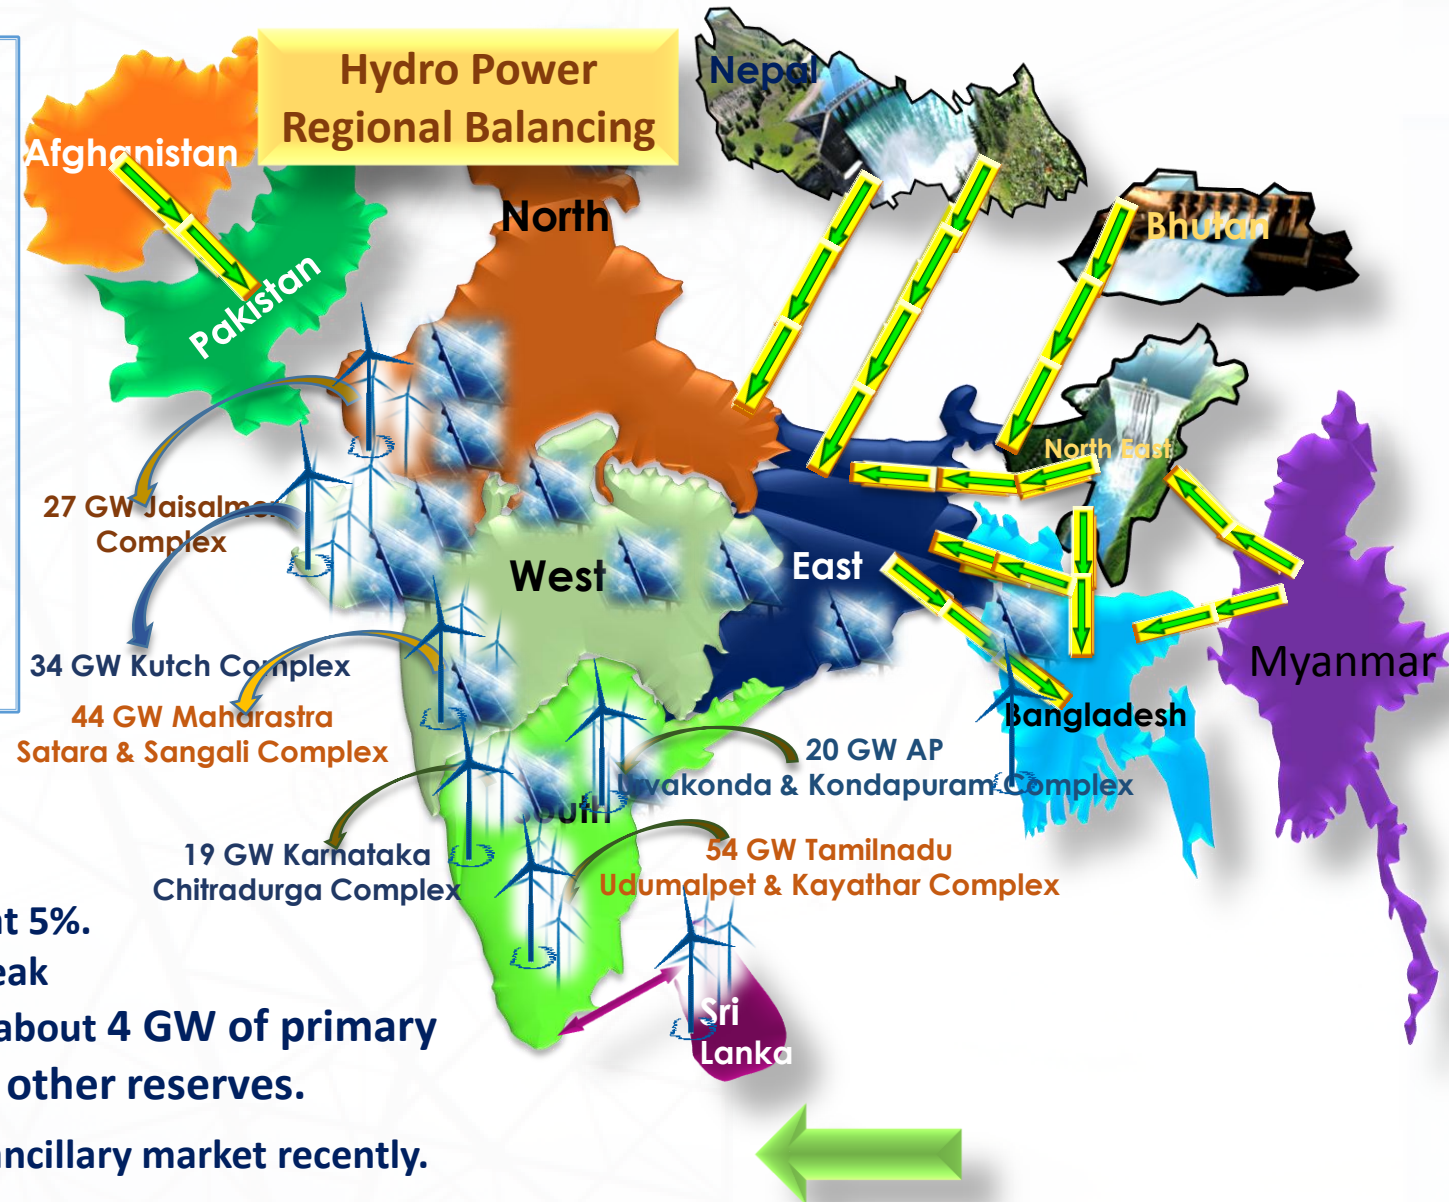 Hydro Power
Regional Balancing
Nepal
Afghanistan
Bhutan
North
Pakistan
North East
27 GW Jaisalmer
Complex
West
East
34 GW Kutch Complex
Myanmar
44 GW Maharastra
Satara & Sangali Complex
Bangladesh
20 GW AP
Urvakonda & Kondapuram Complex
South
19 GW Karnataka
Chitradurga Complex
54 GW Tamilnadu
Udumalpet & Kayathar Complex
at 5%.
eak
about 4 GW of primary
other reserves.
ncillary market recently.
Sri
Lanka